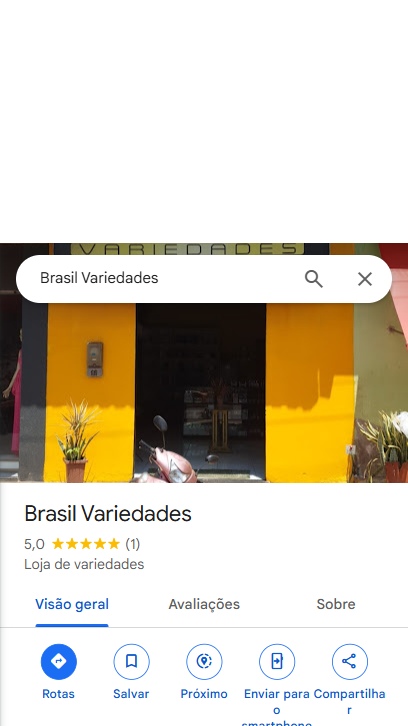 VARIEDADES
Brasil Variedades
Brasil Variedades
5,0 ★★★★★ (1)
Loja de variedades
Visão geral Avaliações Sobre
Rotas Salvar Próximo Enviar para o smartphone Compartilhar